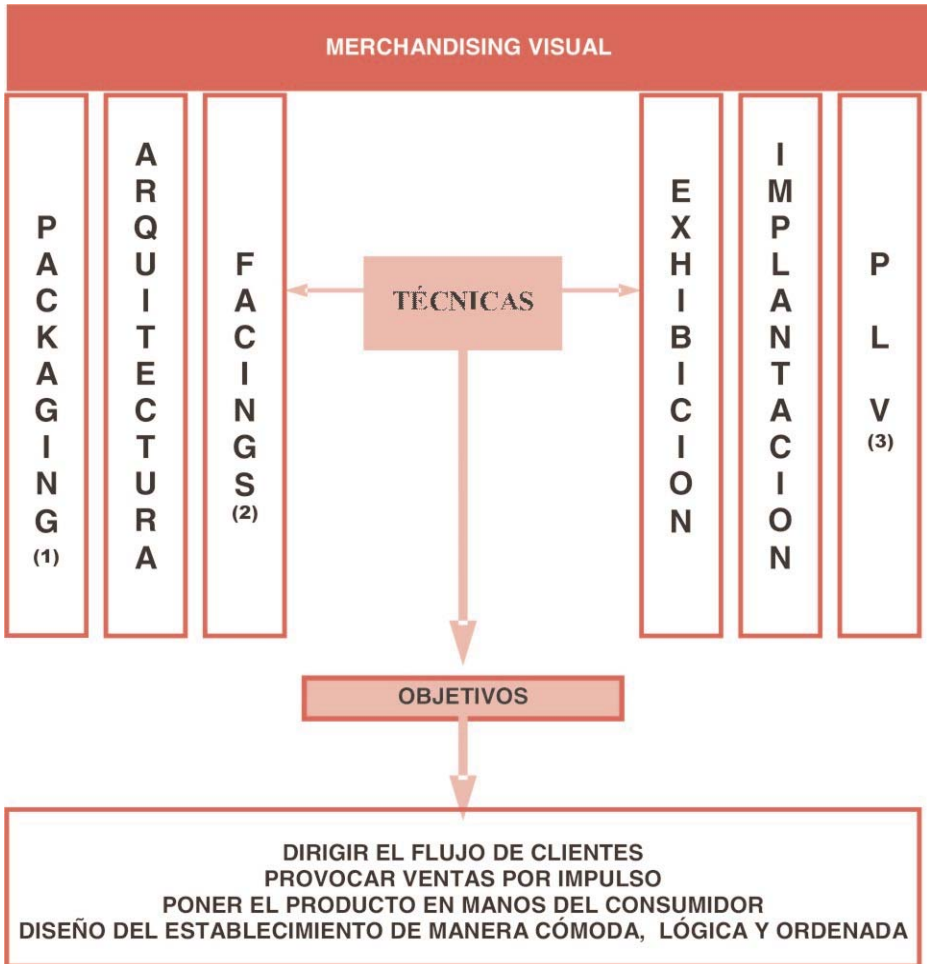 MERCHANDISING VISUAL
PACKAGING
(1)
ARQUITECTURA
FACINGS
(2)
TÉCNICAS
EXHIBICION
IMPLANTACION
PLV
(3)
OBJETIVOS
DIRIGIR EL FLUJO DE CLIENTES
PROVOCAR VENTAS POR IMPULSO
PONER EL PRODUCTO EN MANOS DEL CONSUMIDOR
DISEÑO DEL ESTABLECIMIENTO DE MANERA CÓMODA, LÓGICA Y ORDENADA